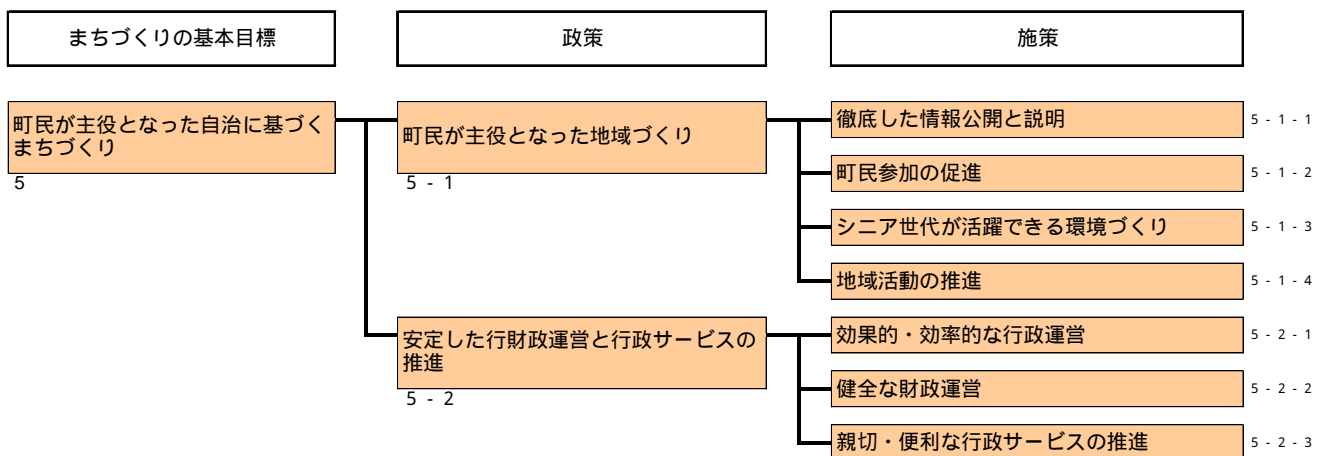 まちづくりの基本目標
政策
施策
町民が主役となった自治に基づく
まちづくり
5
町民が主役となった地域づくり
5 - 1
徹底した情報公開と説明
5 - 1 - 1
町民参加の促進
5 - 1 - 2
シニア世代が活躍できる環境づくり
5 - 1 - 3
地域活動の推進
5 - 1 - 4
安定した行財政運営と行政サービスの
推進
5 - 2
効果的・効率的な行政運営
5 - 2 - 1
健全な財政運営
5 - 2 - 2
親切・便利な行政サービスの推進
5 - 2 - 3